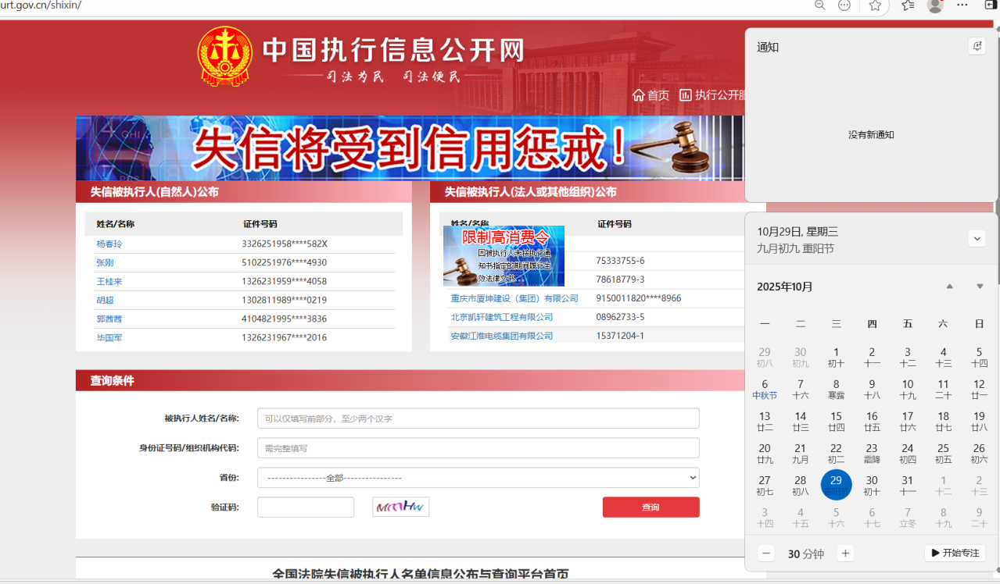 urt.gov.cn/shixin/
中国执行信息公开网
司法为民 司法便民
首页 执行公开服
失信将受到信用惩戒!
失信被执行人(自然人)公布
姓名/名称 证件号码
杨春玲 3326251958****582X
张刚 5102251976****4930
王桂来 1326231959****4058
胡超 1302811989****0219
郭茜茜 4104821995****3836
毕国军 1326231967****2016
失信被执行人(法人或其他组织)公布
姓名/名称 证件号码
限制高消费令
因被执行人未按执行通
知书指定的期间履行生
效法律文书...
75333755-6
78618779-3
重庆市厦坤建设（集团）有限公司 9150011820****8966
北京凯轩建筑工程有限公司 08962733-5
安徽江淮电缆集团有限公司 15371204-1
查询条件
被执行人姓名/名称: 可以仅填写前部分，至少两个汉字
身份证号码/组织机构代码: 需完整填写
省份: ----------------全部----------------
验证码: 查询
全国法院失信被执行人名单信息公布与查询平台首页
通知
没有新通知
10月29日, 星期三
九月初九 重阳节
2025年10月
一 二 三 四 五 六 日
29 30 1 2 3 4 5
初八 初九 初十 十一 十二 十三 十四
6 7 8 9 10 11 12
中秋节 十六 寒露 十八 十九 二十 廿一
13 14 15 16 17 18 19
廿二 廿三 廿四 廿五 廿六 廿七 廿八
20 21 22 23 24 25 26
廿九 九月 初二 霜降 初四 初五 初六
27 28 29 30 31 1 2
初七 初八 重阳节 初十 十一 十二 十三
3 4 5 6 7 8 9
十四 十五 十六 十七 立冬 十九 二十
30 分钟
开始专注